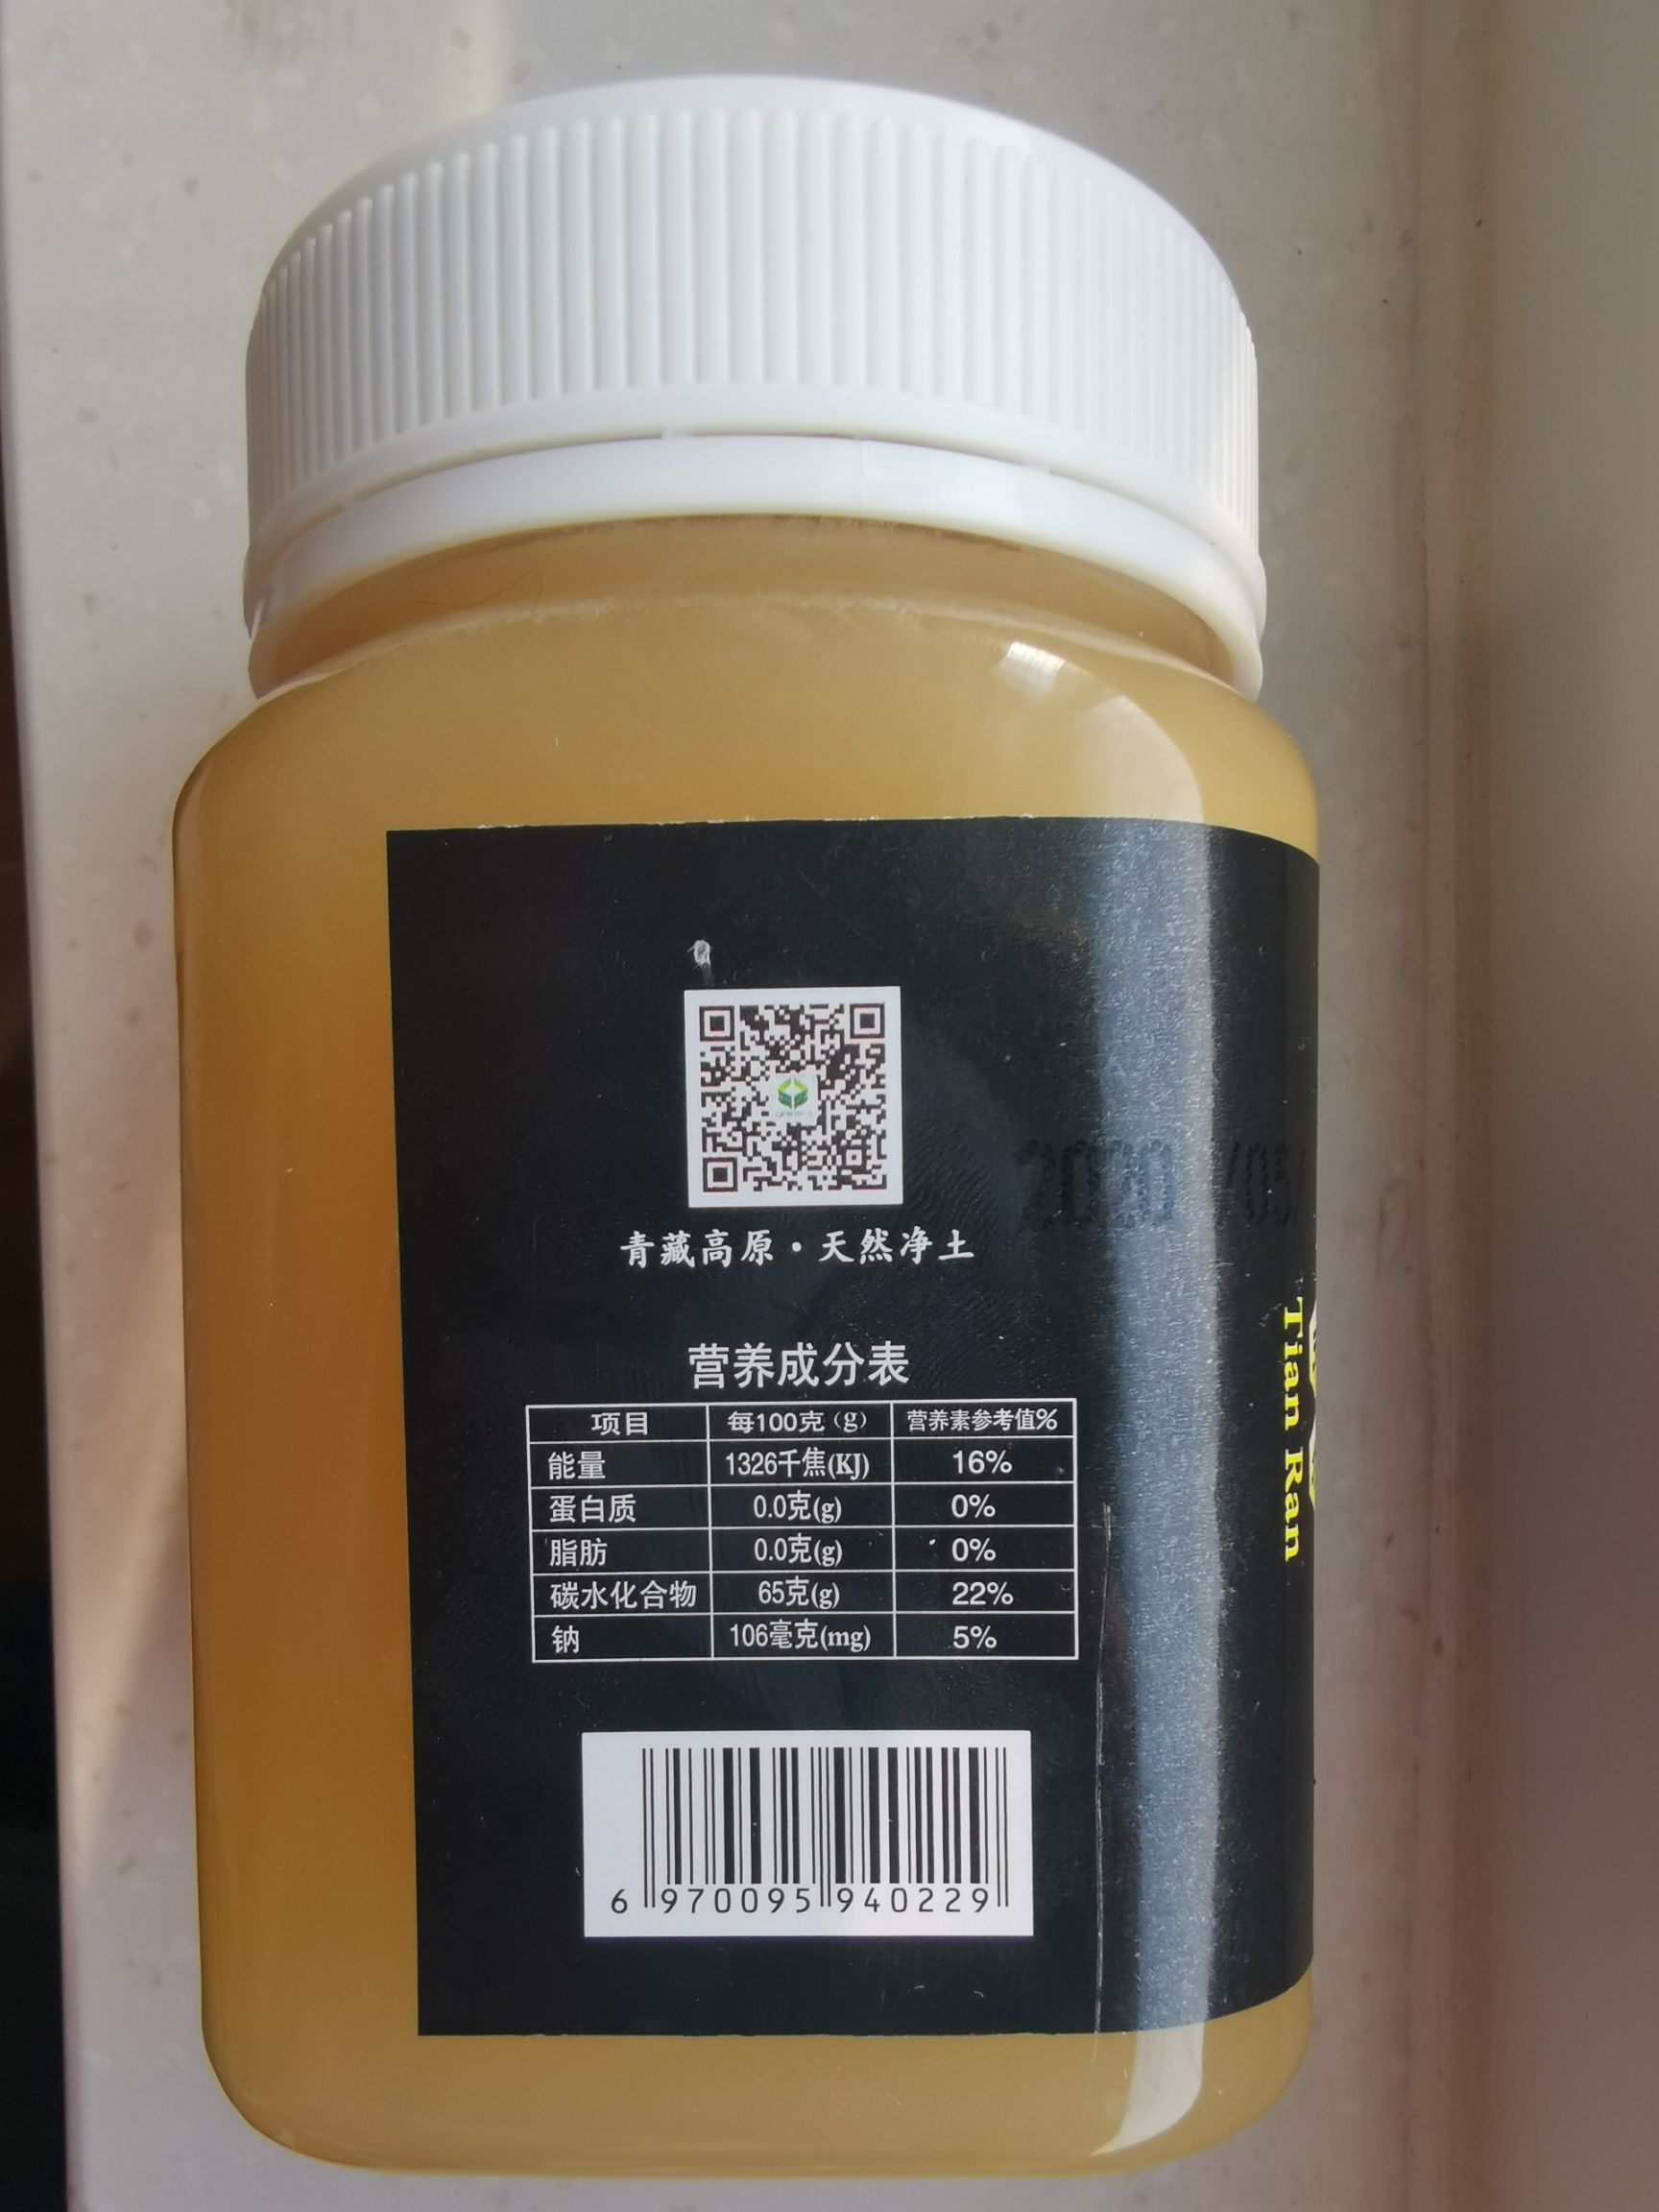 青藏高原·天然净土
2020 /05/
Tian Ran
营养成分表
项目 每100克（g） 营养素参考值%
能量 1326千焦(KJ) 16%
蛋白质 0.0克(g) 0%
脂肪 0.0克(g) 0%
碳水化合物 65克(g) 22%
钠 106毫克(mg) 5%
6 970095 940229